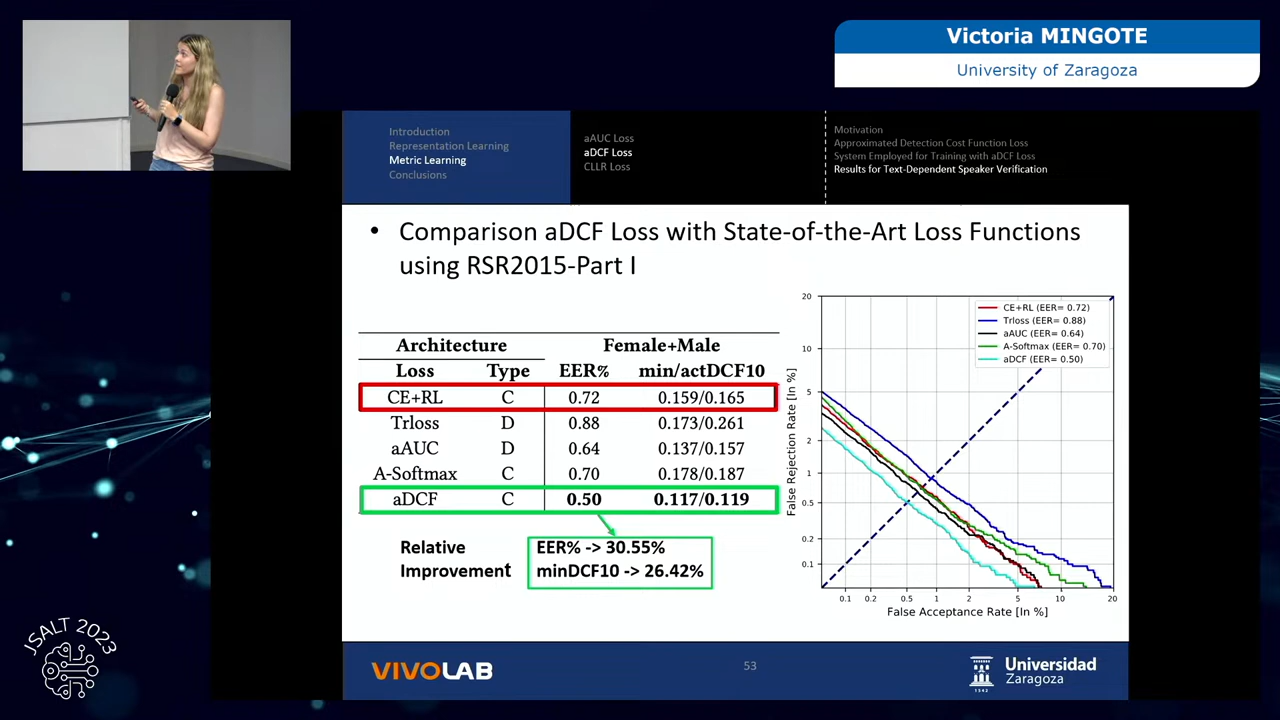 Victoria MINGOTE
University of Zaragoza
Introduction
Representation Learning
Metric Learning
Conclusions
aAUC Loss
aDCF Loss
CLLR Loss
Motivation
Approximated Detection Cost Function Loss
System Employed for Training with aDCF Loss
Results for Text-Dependent Speaker Verification
• Comparison aDCF Loss with State-of-the-Art Loss Functions
using RSR2015-Part I
Architecture Female+Male
Loss Type EER% min/actDCF10
CE+RL C 0.72 0.159/0.165
Trloss D 0.88 0.173/0.261
aAUC D 0.64 0.137/0.157
A-Softmax C 0.70 0.178/0.187
aDCF C 0.50 0.117/0.119
Relative
Improvement
EER% -> 30.55%
minDCF10 -> 26.42%
CE+RL (EER= 0.72)
Trloss (EER= 0.88)
aAUC (EER= 0.64)
A-Softmax (EER= 0.70)
aDCF (EER= 0.50)
False Rejection Rate [In %]
20
10
5
2
1
0.5
0.2
0.1
0.1 0.2 0.5 1 2 5 10 20
False Acceptance Rate [In %]
JSALT 2023
VIVOLAB
53
1542
Universidad
Zaragoza